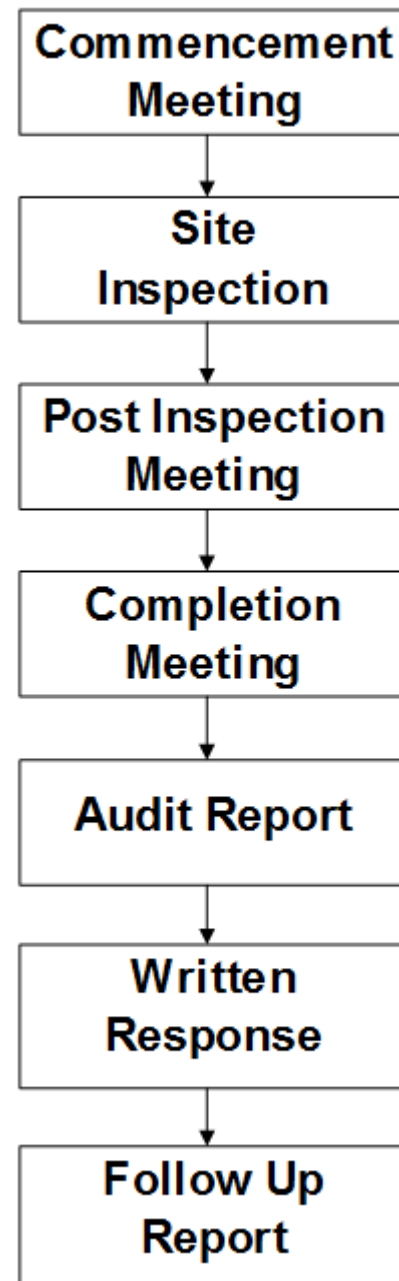 Commencement
Meeting
Site
Inspection
Post Inspection
Meeting
Completion
Meeting
Audit Report
Written
Response
Follow Up
Report